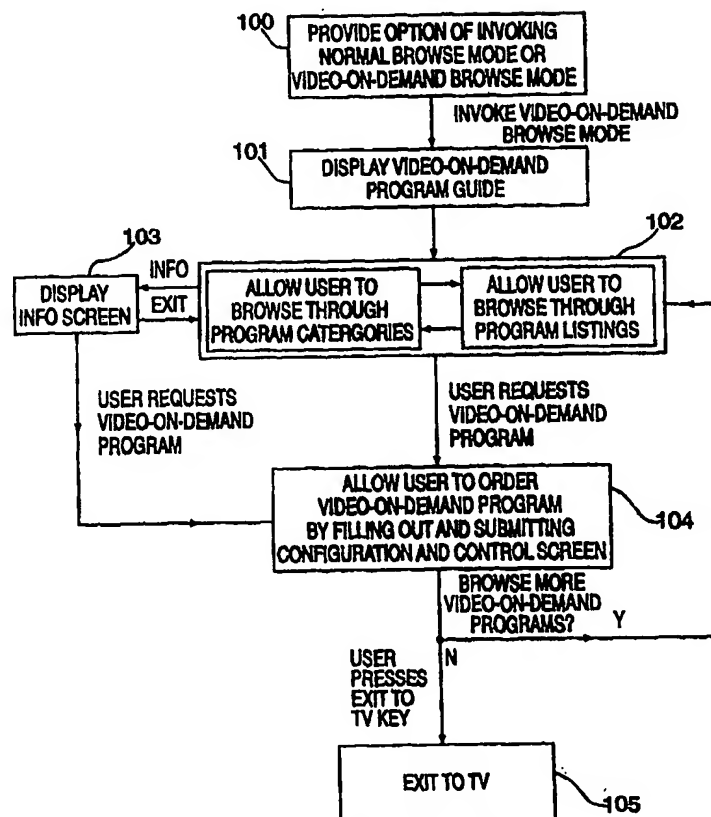 100
PROVIDE OPTION OF INVOKING
NORMAL BROWSE MODE OR
VIDEO-ON-DEMAND BROWSE MODE
INVOKE VIDEO-ON-DEMAND
BROWSE MODE
101
DISPLAY VIDEO-ON-DEMAND
PROGRAM GUIDE
103
102
DISPLAY
INFO SCREEN
INFO
EXIT
ALLOW USER TO
BROWSE THROUGH
PROGRAM CATERGORIES
ALLOW USER TO
BROWSE THROUGH
PROGRAM LISTINGS
USER REQUESTS
VIDEO-ON-DEMAND
PROGRAM
USER REQUESTS
VIDEO-ON-DEMAND
PROGRAM
ALLOW USER TO ORDER
VIDEO-ON-DEMAND PROGRAM
BY FILLING OUT AND SUBMITTING
CONFIGURATION AND CONTROL SCREEN
104
BROWSE MORE
VIDEO-ON-DEMAND
PROGRAMS?
Y
N
USER
PRESSES
EXIT TO
TV KEY
EXIT TO TV
105